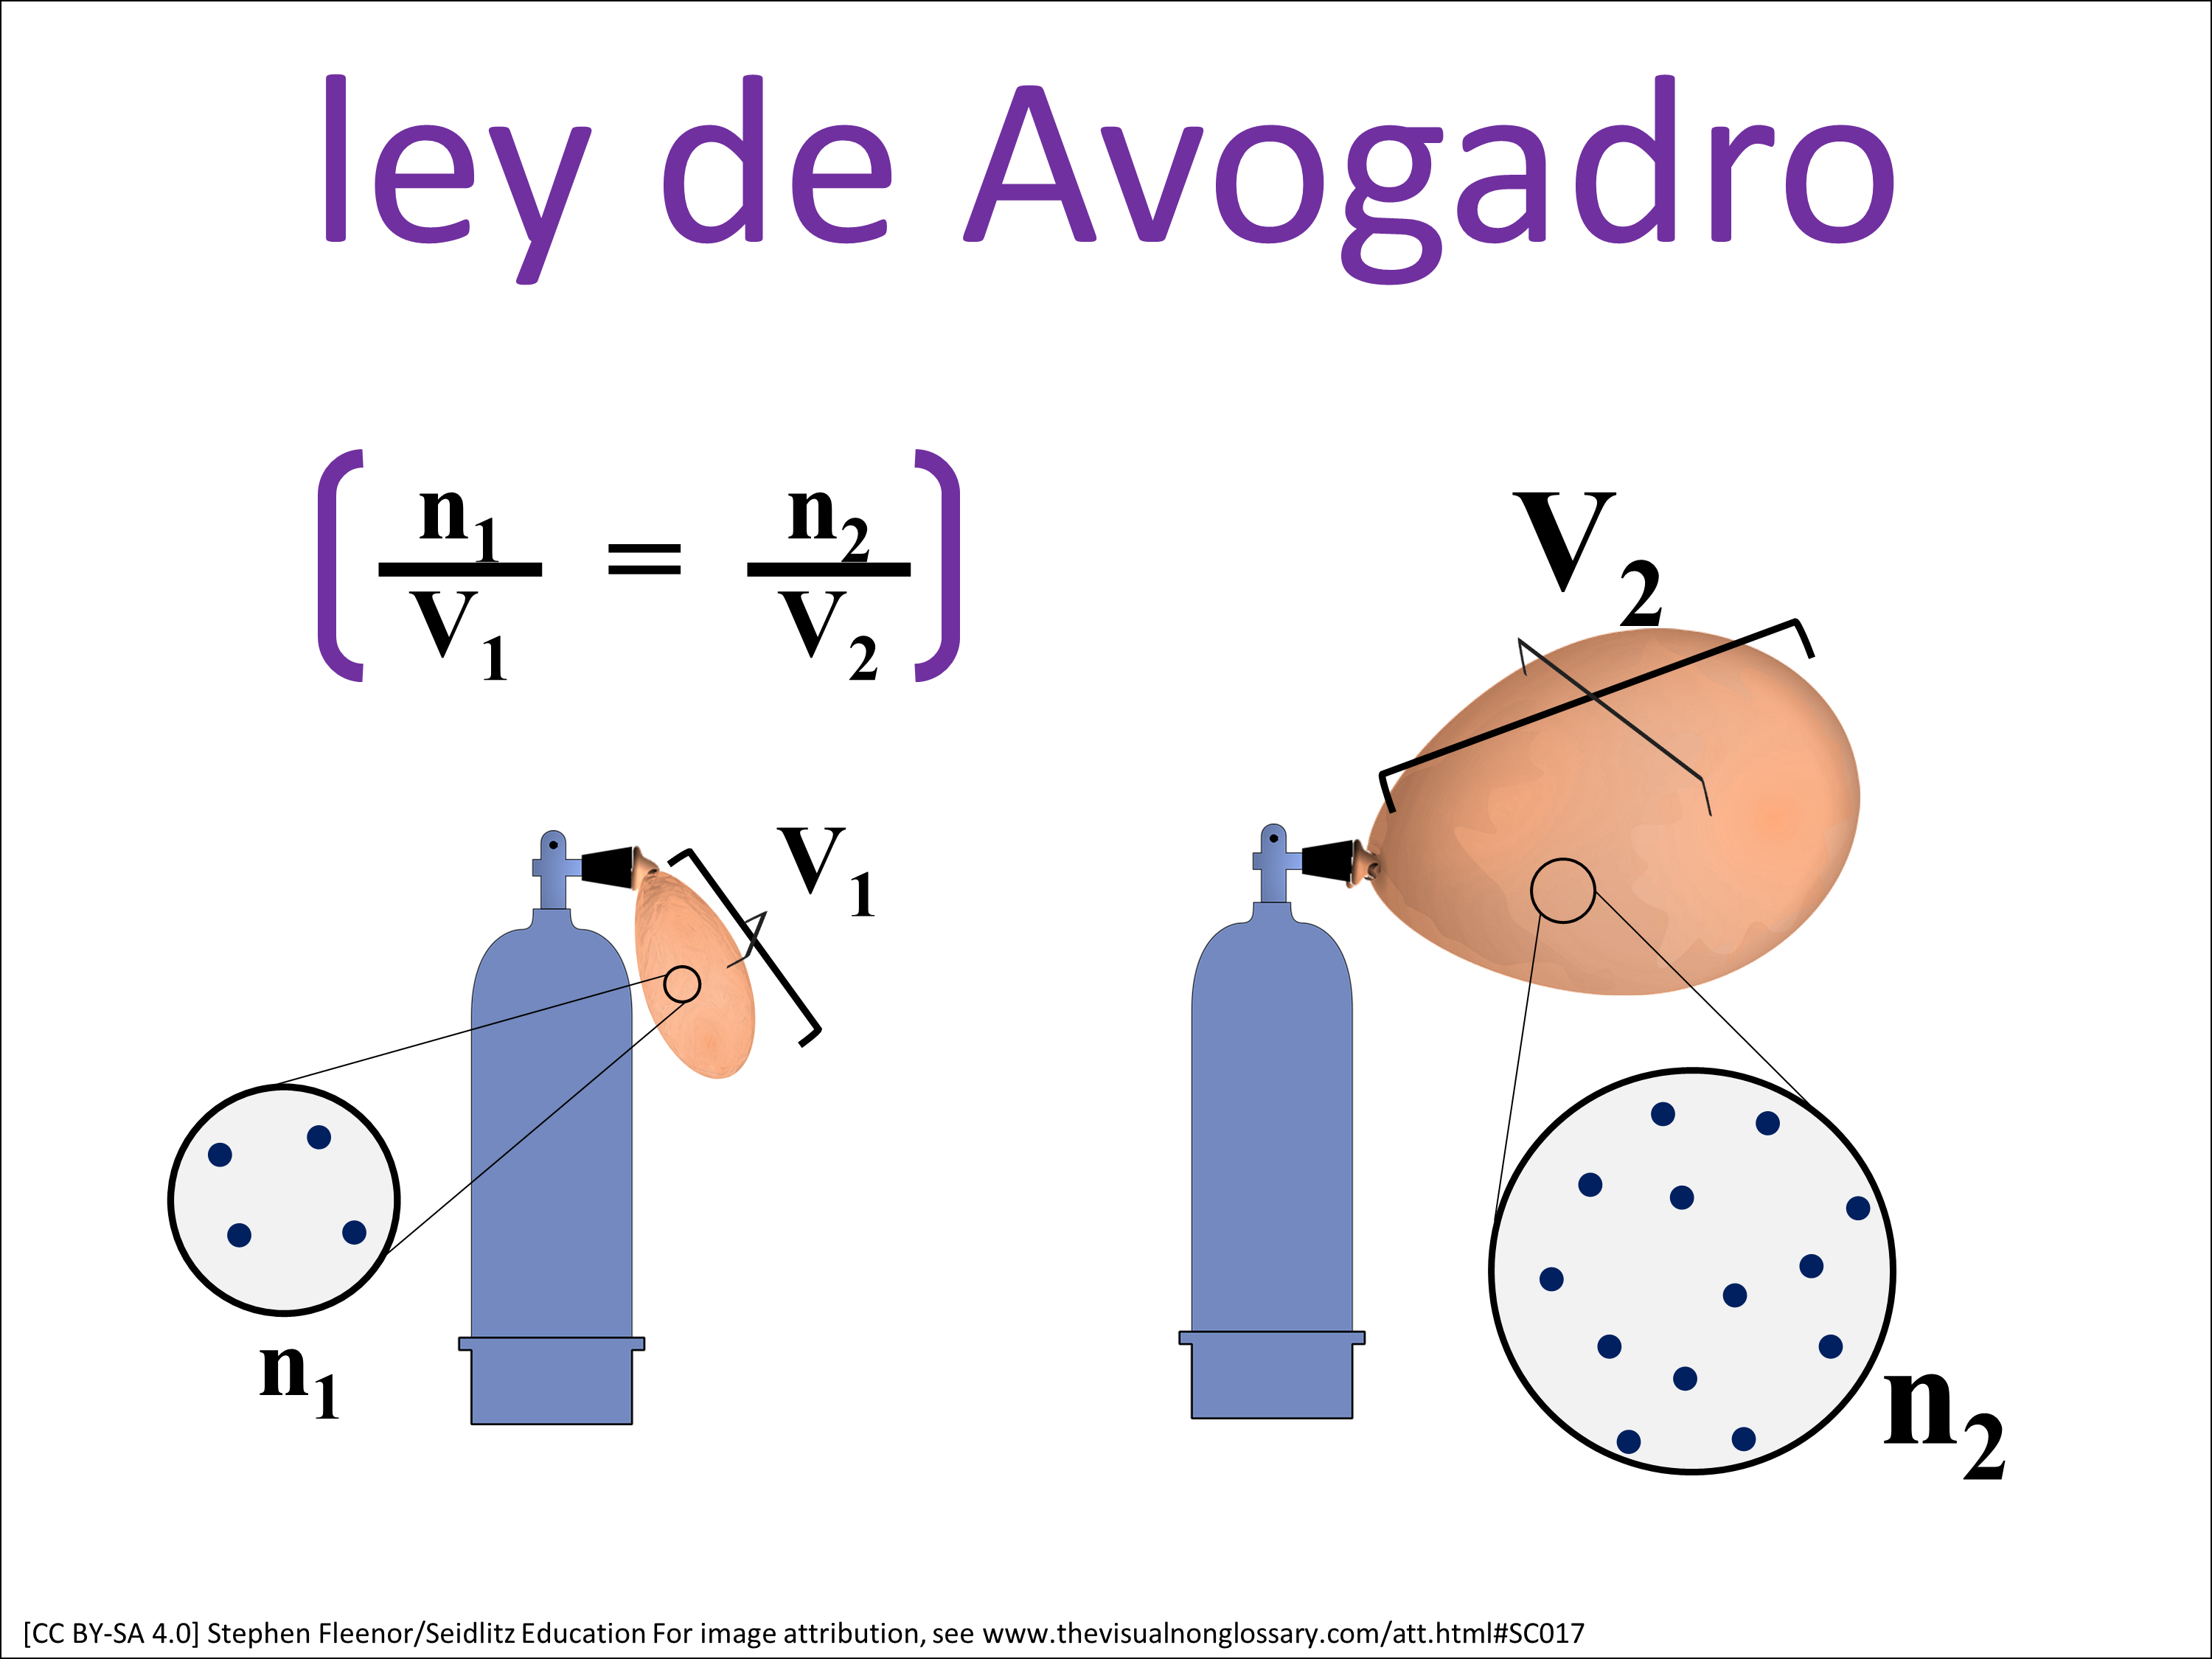 ley de Avogadro
n₁ = n₂
V₁ V₂
V₂
V₁
n₁
n₂
[CC BY-SA 4.0] Stephen Fleenor/Seidlitz Education For image attribution, see www.thevisualnonglossary.com/att.html#SC017